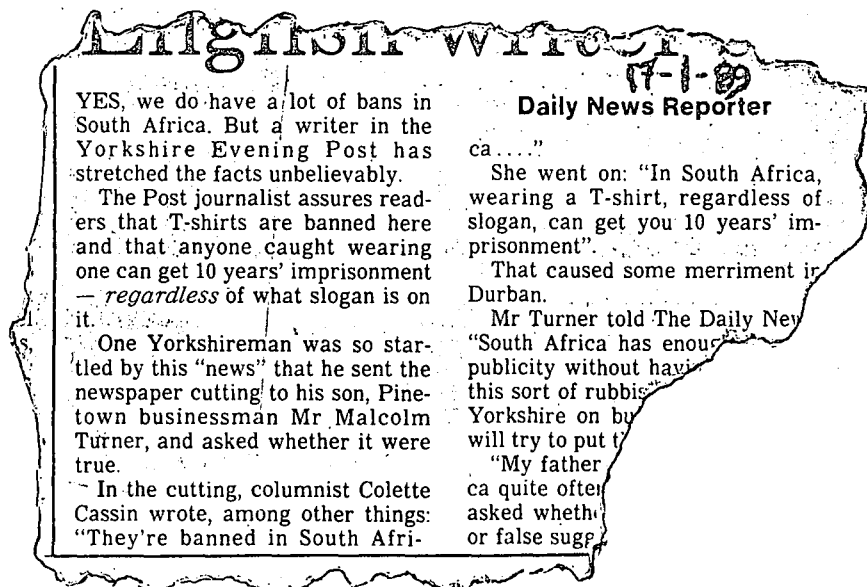 English Writer's
17-1-89
YES, we do have a lot of bans in
South Africa. But a writer in the
Yorkshire Evening Post has
stretched the facts unbelievably.
The Post journalist assures read-
ers that T-shirts are banned here
and that anyone caught wearing
one can get 10 years' imprisonment
— regardless of what slogan is on
it.
One Yorkshireman was so star-
tled by this "news" that he sent the
newspaper cutting to his son, Pine-
town businessman Mr Malcolm
Turner, and asked whether it were
true.
In the cutting, columnist Colette
Cassin wrote, among other things:
"They're banned in South Afri-
Daily News Reporter
ca ...."
She went on: "In South Africa,
wearing a T-shirt, regardless of
slogan, can get you 10 years' im-
prisonment".
That caused some merriment in
Durban.
Mr Turner told The Daily
"South Africa has
publicity without
this sort of
Yorkshire on
will try to put
"My father
ca quite
asked
or false